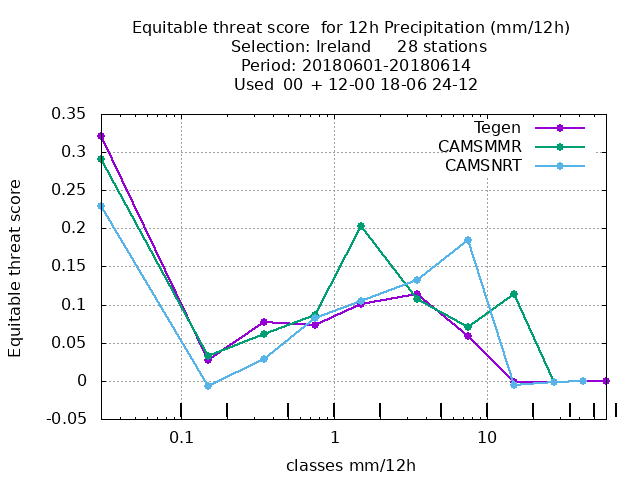 Equitable threat score  for 12h Precipitation (mm/12h)
Selection: Ireland     28 stations
Period: 20180601-20180614
Used  00  + 12-00 18-06 24-12
0.35
0.3
0.25
0.2
0.15
0.1
0.05
0
-0.05
Equitable threat score
Tegen
CAMSMMR
CAMSNRT
0.1 1 10
classes mm/12h